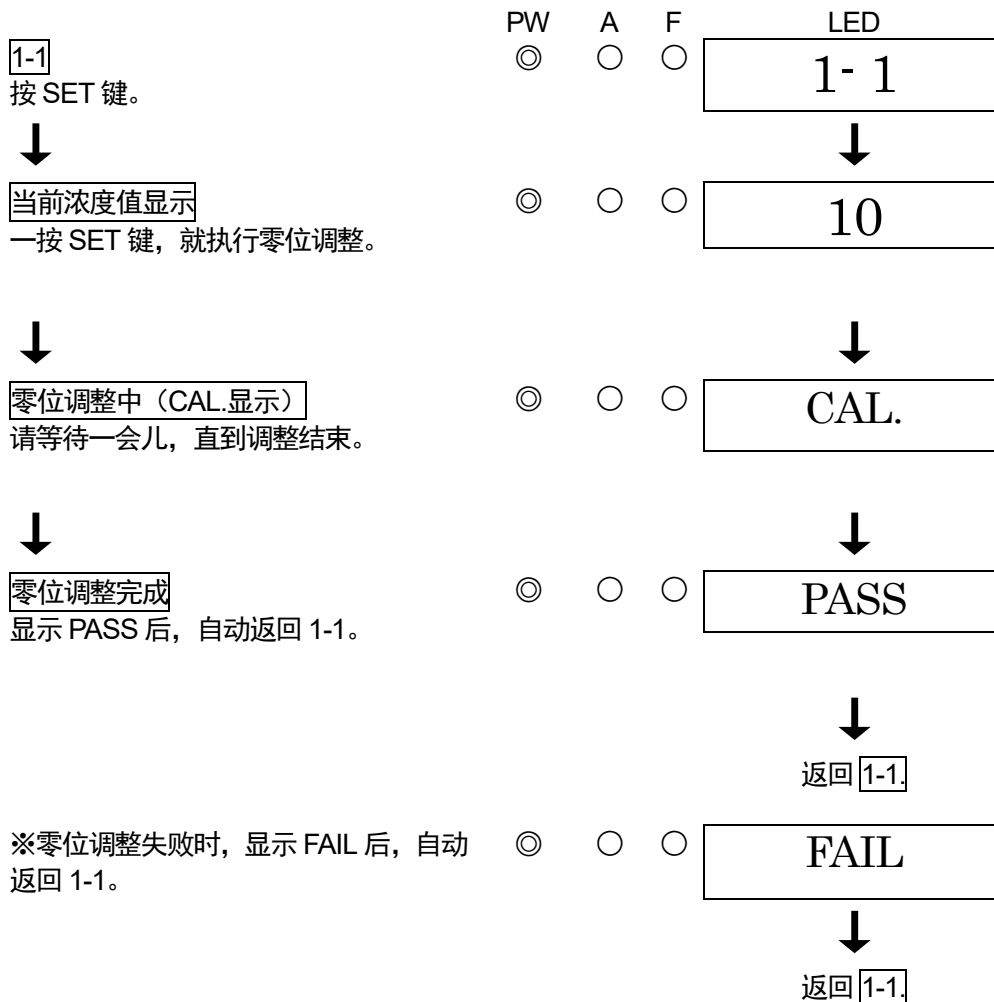 PW A F LED
1-1 ◎ ○ ○ 1- 1
按 SET 键。
↓ ↓
当前浓度值显示 ◎ ○ ○ 10
一按 SET 键，就执行零位调整。
↓ ↓
零位调整中（CAL.显示） ◎ ○ ○ CAL.
请等待一会儿，直到调整结束。
↓ ↓
零位调整完成 ◎ ○ ○ PASS
显示 PASS 后，自动返回 1-1。
↓
返回 1-1.
※零位调整失败时，显示 FAIL 后，自动 ◎ ○ ○ FAIL
返回 1-1。
↓
返回 1-1.